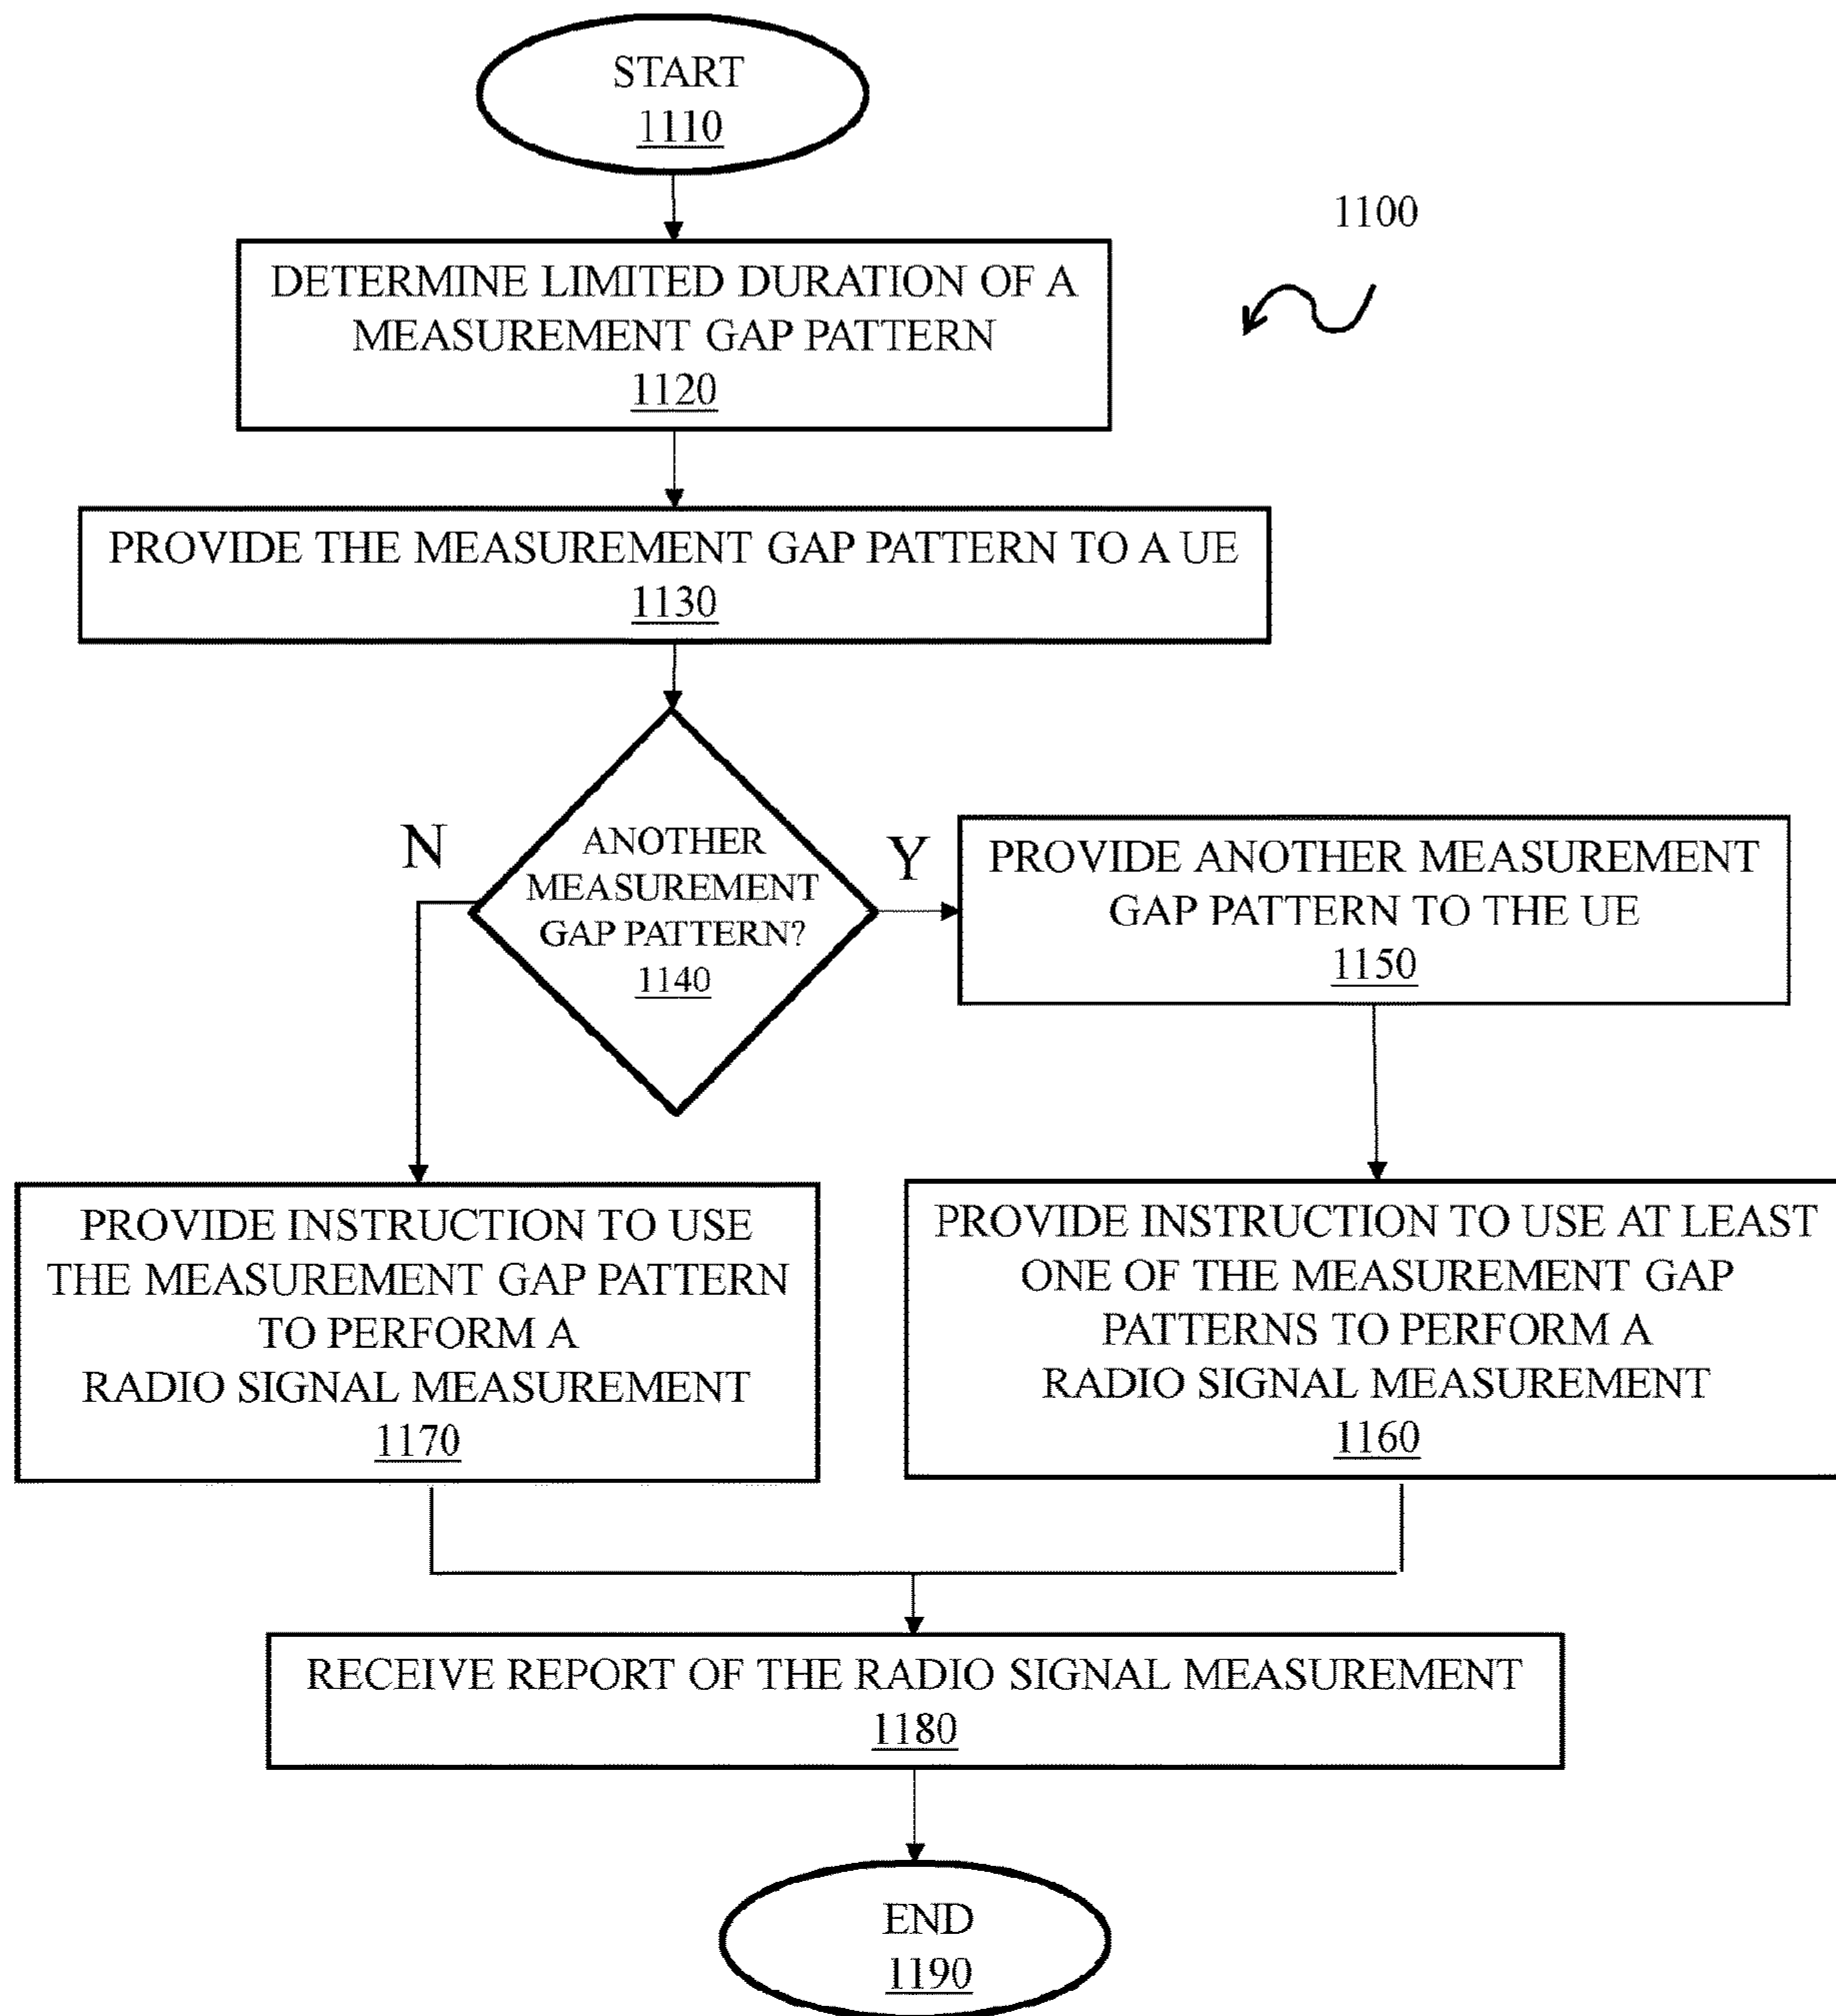 START
1110
1100
DETERMINE LIMITED DURATION OF A
MEASUREMENT GAP PATTERN
1120
PROVIDE THE MEASUREMENT GAP PATTERN TO A UE
1130
ANOTHER
MEASUREMENT
GAP PATTERN?
1140
N
Y
PROVIDE ANOTHER MEASUREMENT
GAP PATTERN TO THE UE
1150
PROVIDE INSTRUCTION TO USE
THE MEASUREMENT GAP PATTERN
TO PERFORM A
RADIO SIGNAL MEASUREMENT
1170
PROVIDE INSTRUCTION TO USE AT LEAST
ONE OF THE MEASUREMENT GAP
PATTERNS TO PERFORM A
RADIO SIGNAL MEASUREMENT
1160
RECEIVE REPORT OF THE RADIO SIGNAL MEASUREMENT
1180
END
1190